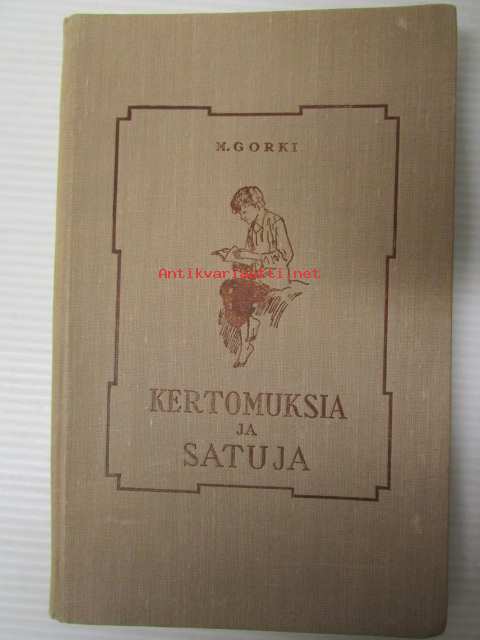 M.GORKI
Antikvariaatti.net
KERTOMUKSIA
JA
SATUJA